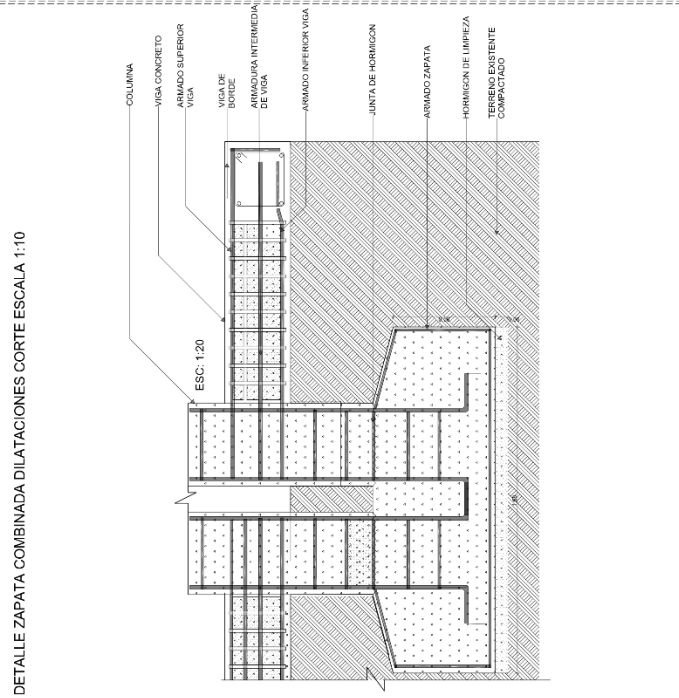 DETALLE ZAPATA COMBINADA DILATACIONES CORTE ESCALA 1:10
COLUMNA
VIGA CONCRETO
ARMADO SUPERIOR
VIGA
VIGA DE
BORDE
ARMADURA INTERMEDIA
DE VIGA
ARMADO INFERIOR VIGA
JUNTA DE HORMIGON
ARMADO ZAPATA
HORMIGON DE LIMPIEZA
TERRENO EXISTENTE
COMPACTADO
ESC: 1:20